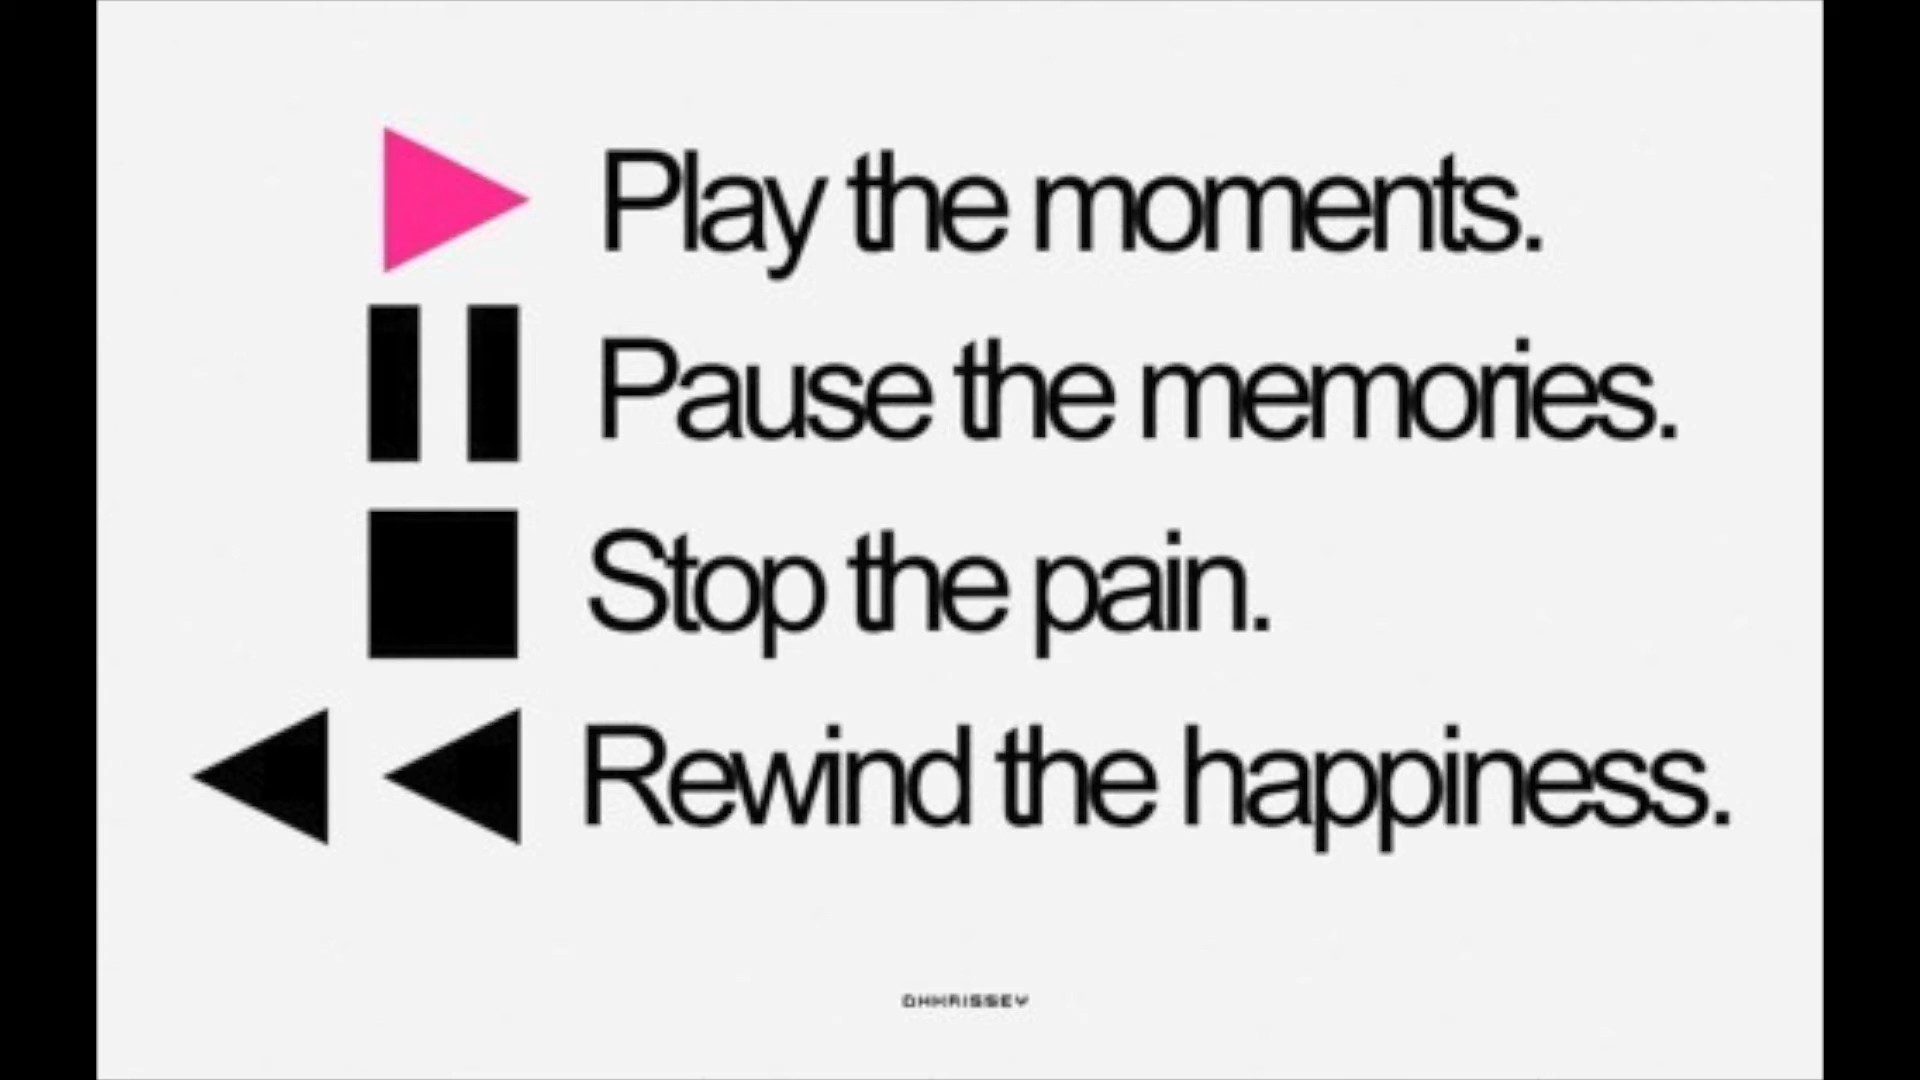 Play the moments.
Pause the memories.
Stop the pain.
Rewind the happiness.